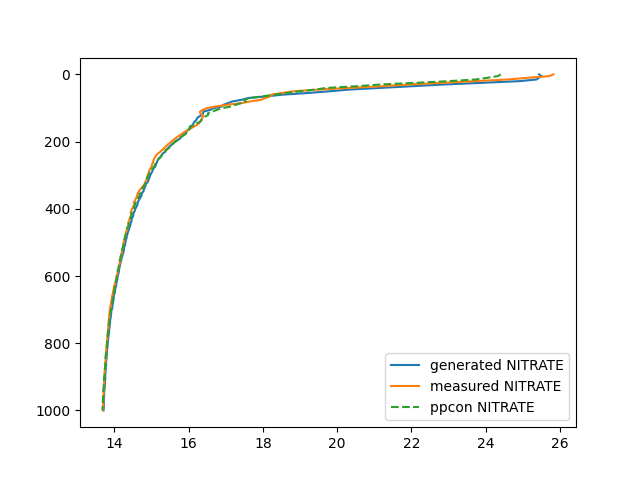 0
200
400
600
800
1000
14 16 18 20 22 24 26
generated NITRATE
measured NITRATE
ppcon NITRATE